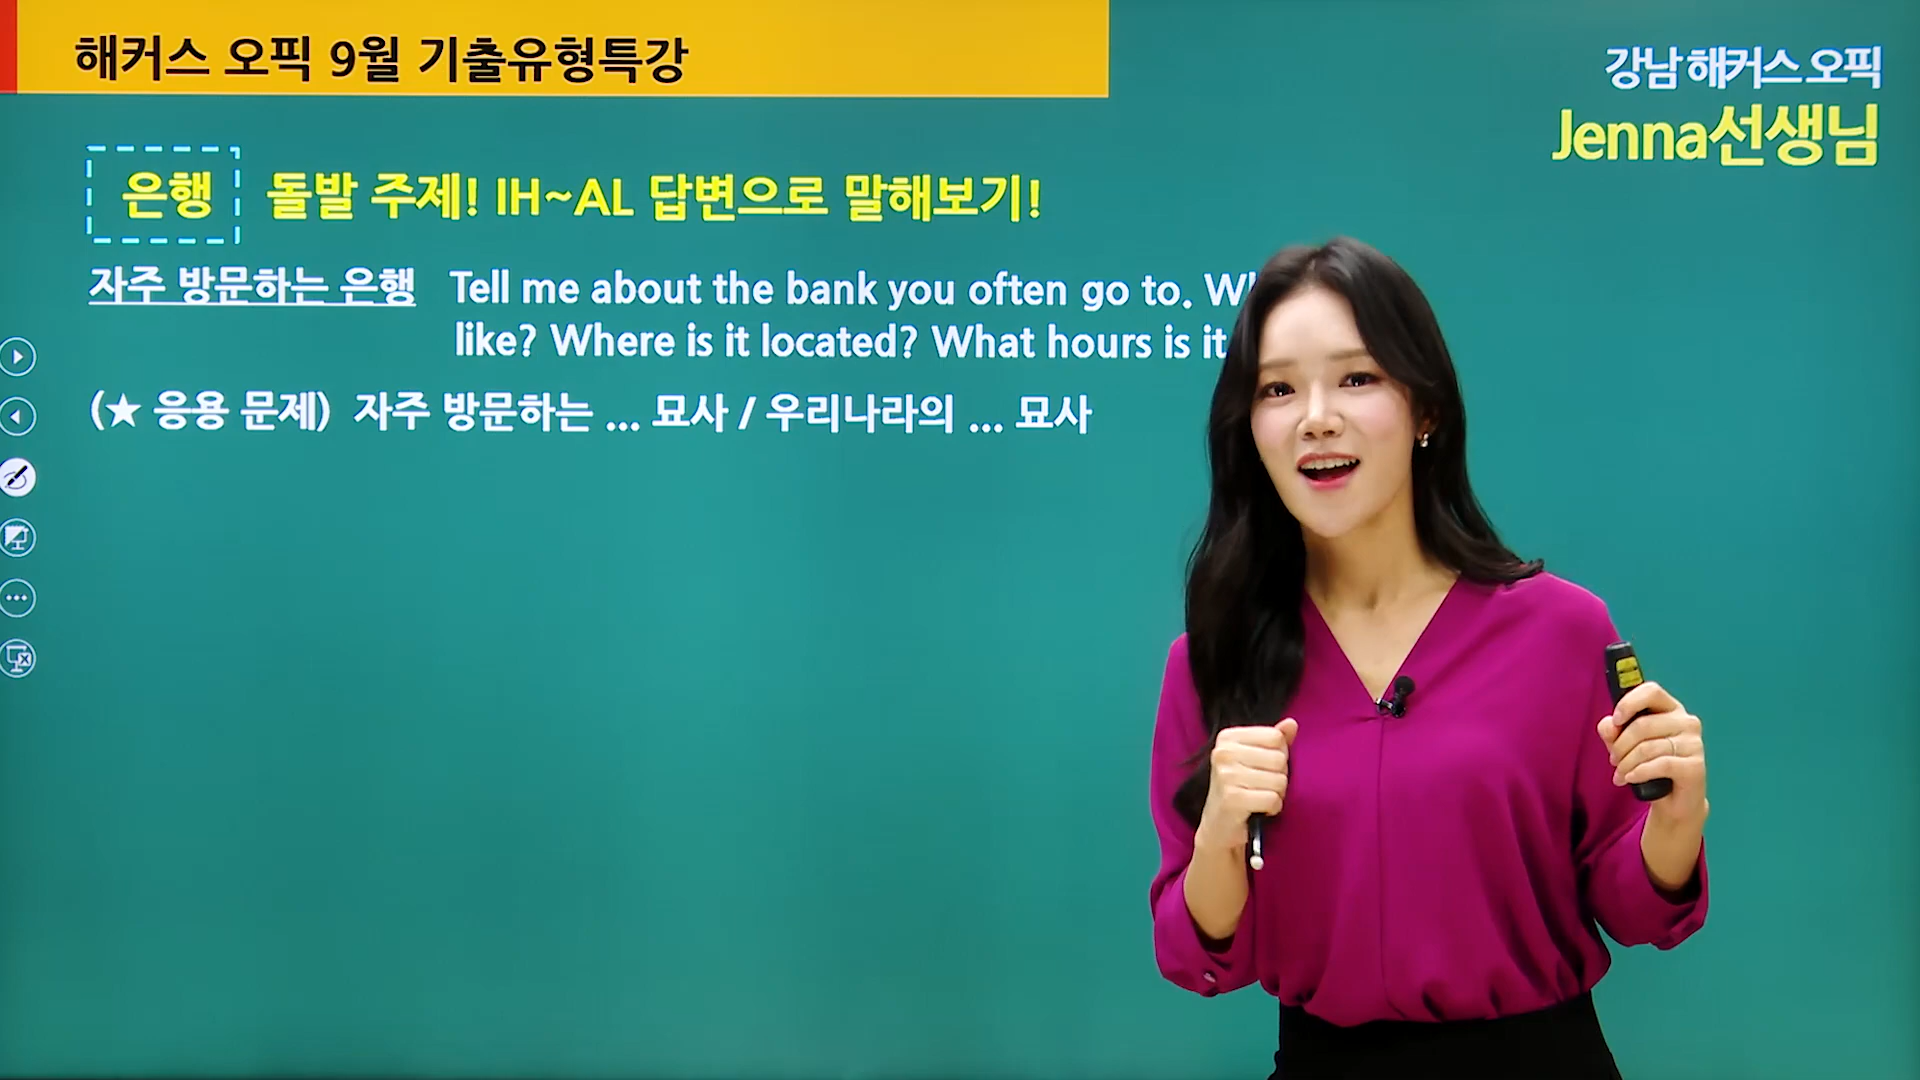 해커스 오픽 9월 기출유형특강
강남 해커스 오픽
Jenna선생님
은행 돌발 주제! IH~AL 답변으로 말해보기!
자주 방문하는 은행 Tell me about the bank you often go to.
like? Where is it located? What hours is it
(★ 응용 문제) 자주 방문하는 ... 묘사 / 우리나라의 ... 묘사